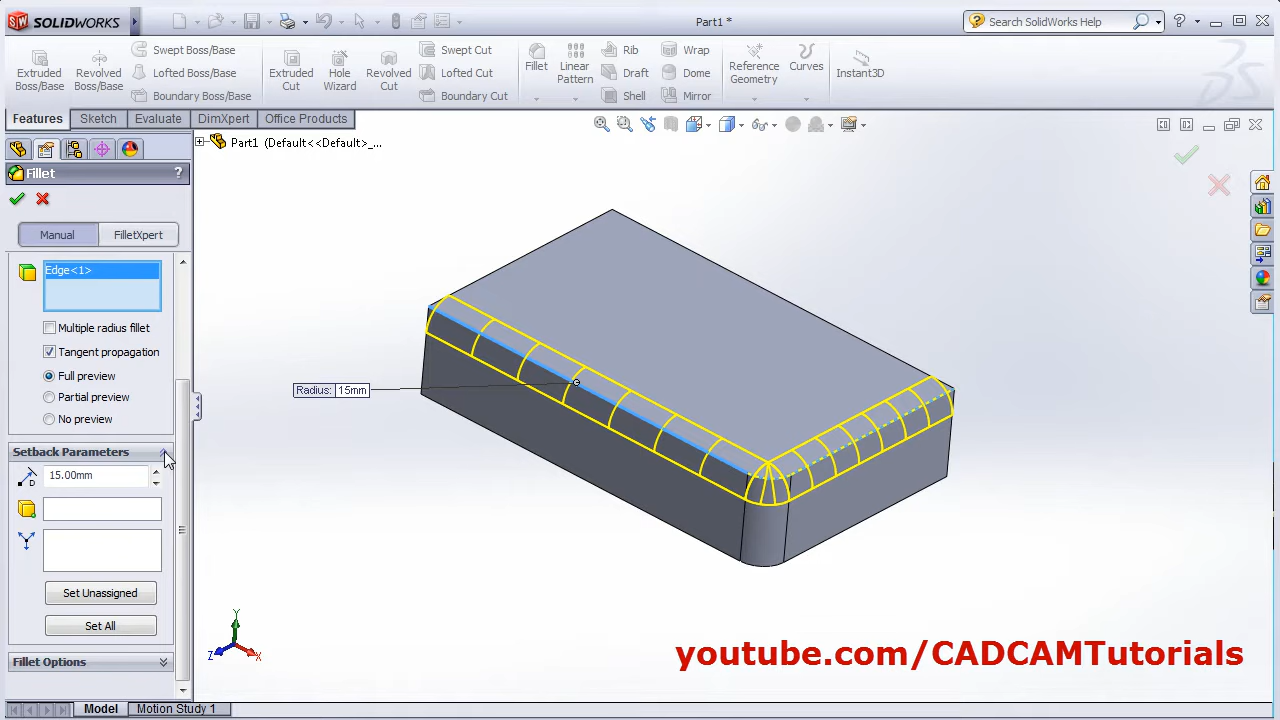 SOLIDWORKS
Part1 *
Search SolidWorks Help
Extruded Boss/Base
Revolved Boss/Base
Swept Boss/Base
Lofted Boss/Base
Boundary Boss/Base
Extruded Cut
Hole Wizard
Revolved Cut
Swept Cut
Lofted Cut
Boundary Cut
Fillet
Linear Pattern
Rib
Draft
Shell
Wrap
Dome
Mirror
Reference Geometry
Curves
Instant3D
Features Sketch Evaluate DimXpert Office Products
Part1 (Default<<Default>_...
Fillet ?
Manual FilletXpert
Edge<1>
Multiple radius fillet
Tangent propagation
Full preview
Partial preview
No preview
Radius: 15mm
Setback Parameters
D
15.00mm
Set Unassigned
Set All
Fillet Options
Y
Z X
youtube.com/CADCAMTutorials
Model Motion Study 1